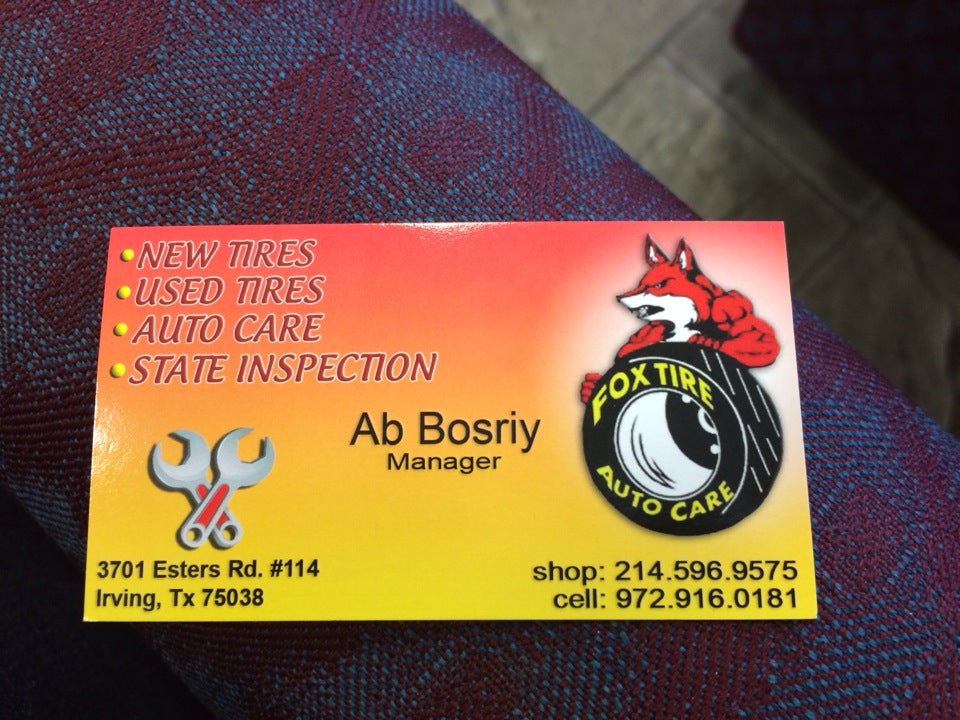 NEW TIRES
USED TIRES
AUTO CARE
STATE INSPECTION
FOX TIRE
AUTO CARE
Ab Bosriy
Manager
3701 Esters Rd. #114
Irving, Tx 75038
shop: 214.596.9575
cell: 972.916.0181